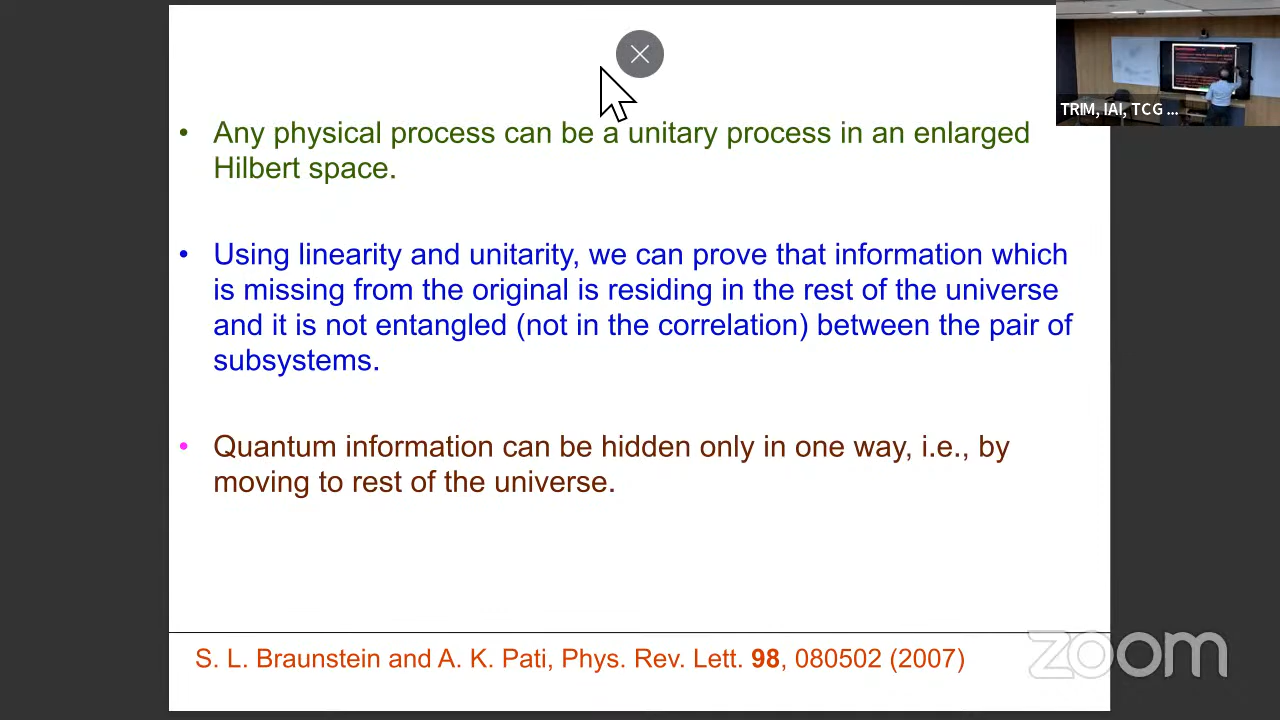 TRIM, IAI, TCG ...
• Any physical process can be a unitary process in an enlarged
Hilbert space.
• Using linearity and unitarity, we can prove that information which
is missing from the original is residing in the rest of the universe
and it is not entangled (not in the correlation) between the pair of
subsystems.
• Quantum information can be hidden only in one way, i.e., by
moving to rest of the universe.
S. L. Braunstein and A. K. Pati, Phys. Rev. Lett. 98, 080502 (2007)
zoom